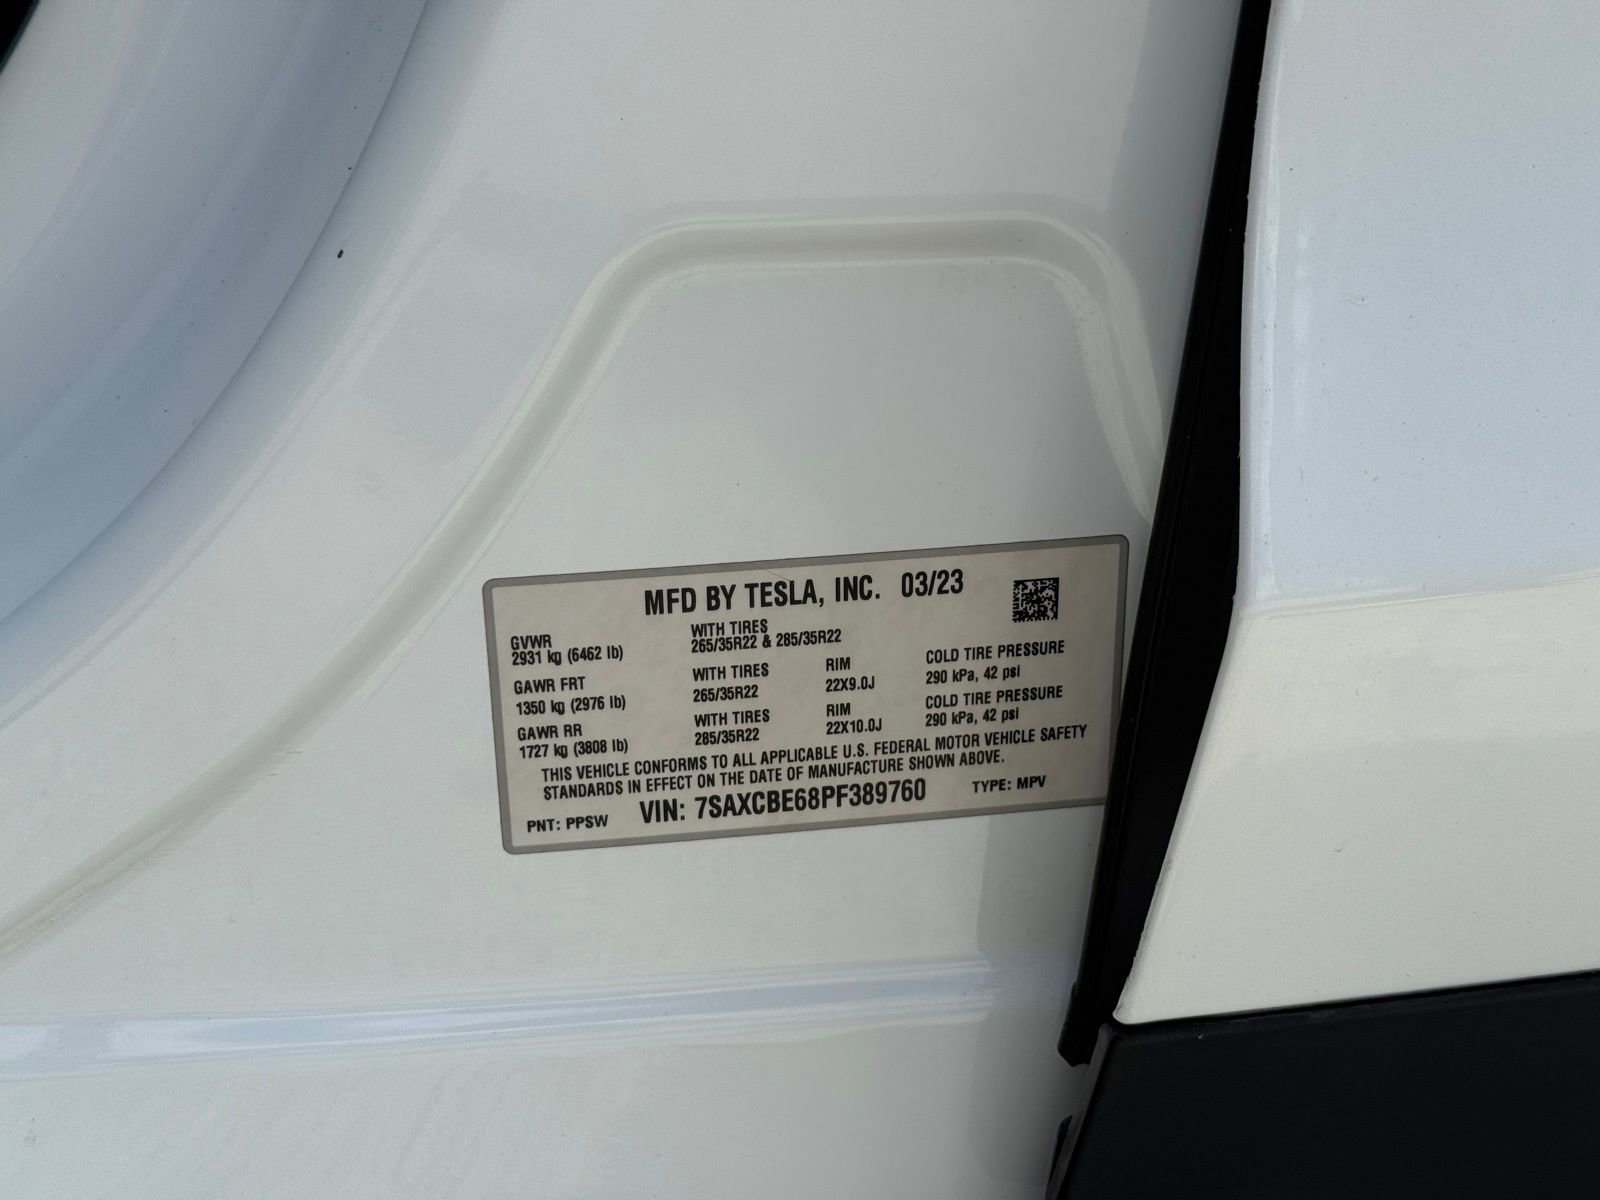 MFD BY TESLA, INC. 03/23
GVWR
2931 kg (6462 lb)
WITH TIRES
265/35R22 & 285/35R22
GAWR FRT
1350 kg (2976 lb)
WITH TIRES
265/35R22
RIM
22X9.0J
COLD TIRE PRESSURE
290 kPa, 42 psi
GAWR RR
1727 kg (3808 lb)
WITH TIRES
285/35R22
RIM
22X10.0J
COLD TIRE PRESSURE
290 kPa, 42 psi
THIS VEHICLE CONFORMS TO ALL APPLICABLE U.S. FEDERAL MOTOR VEHICLE SAFETY
STANDARDS IN EFFECT ON THE DATE OF MANUFACTURE SHOWN ABOVE.
PNT: PPSW VIN: 7SAXCBE68PF389760 TYPE: MPV